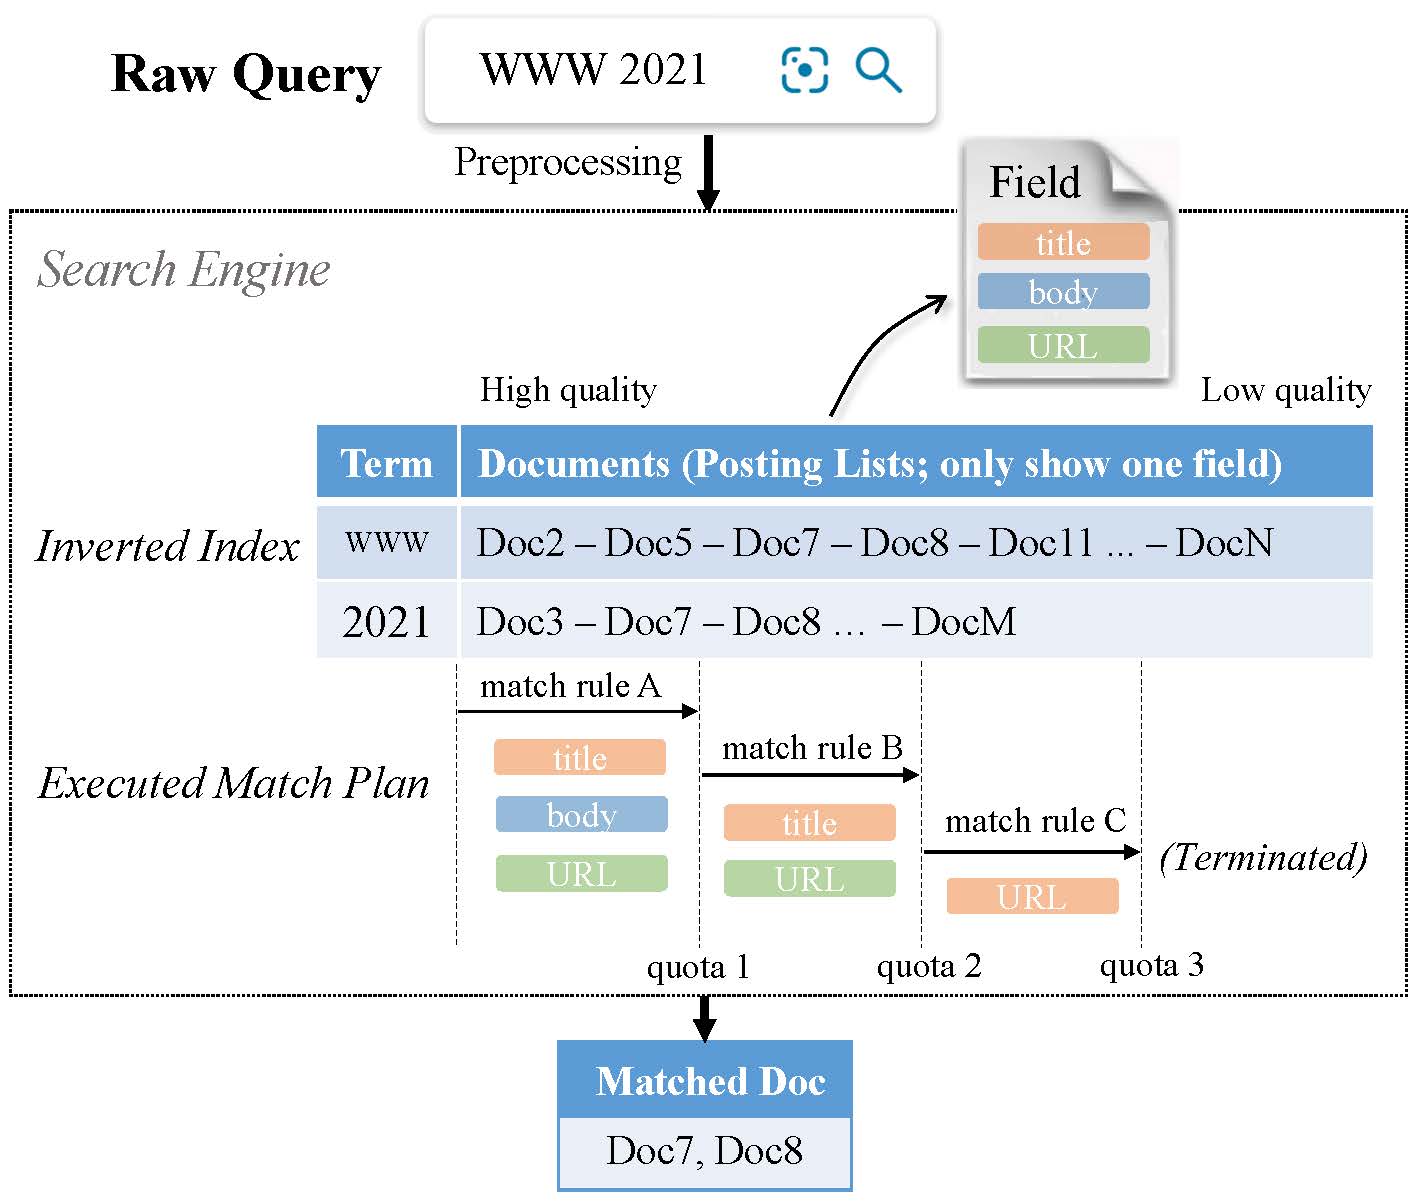 Raw Query
WWW 2021
Preprocessing
Field
title
body
URL
Search Engine
High quality
Low quality
Term
Documents (Posting Lists; only show one field)
Inverted Index
WWW
Doc2 – Doc5 – Doc7 – Doc8 – Doc11 ... – DocN
2021
Doc3 – Doc7 – Doc8 ... – DocM
Executed Match Plan
match rule A
title
body
URL
match rule B
title
URL
match rule C
URL
(Terminated)
quota 1
quota 2
quota 3
Matched Doc
Doc7, Doc8